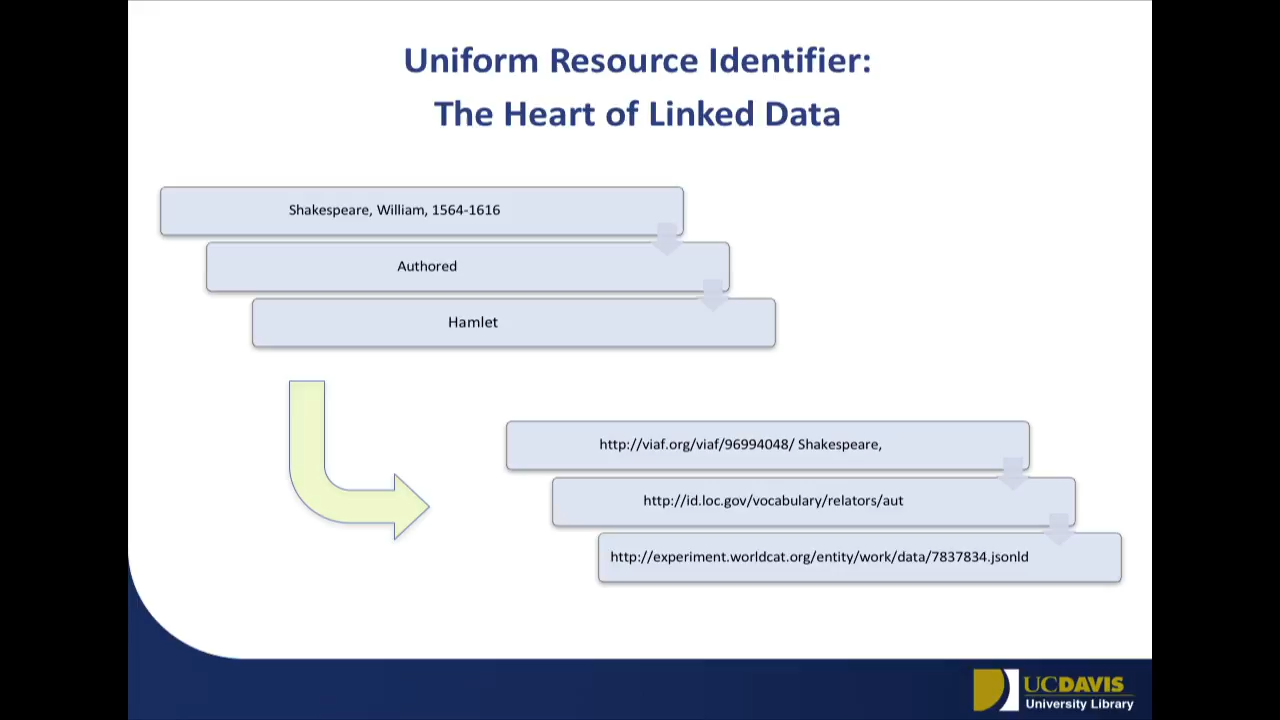 Uniform Resource Identifier:
The Heart of Linked Data
Shakespeare, William, 1564-1616
Authored
Hamlet
http://viaf.org/viaf/96994048/ Shakespeare,
http://id.loc.gov/vocabulary/relators/aut
http://experiment.worldcat.org/entity/work/data/7837834.jsonld
UCDAVIS
University Library